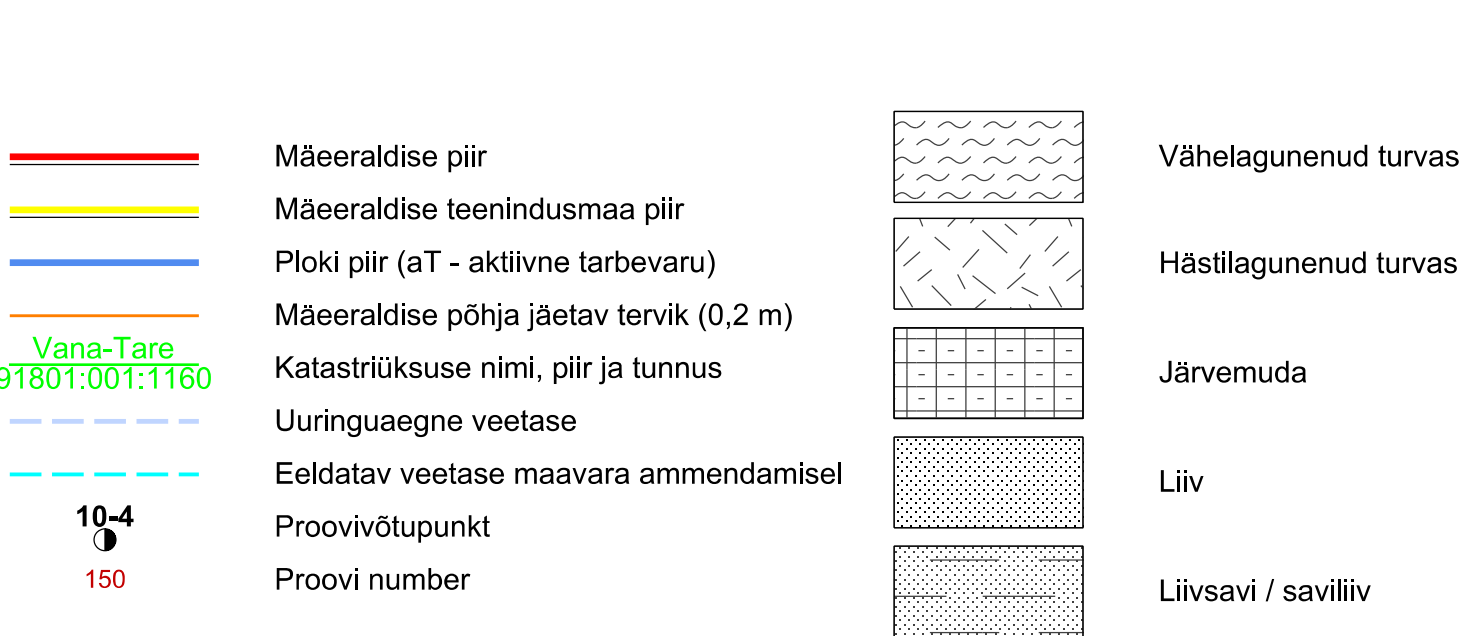 Mäeeraldise piir
Mäeeraldise teenindusmaa piir
Ploki piir (aT - aktiivne tarbevaru)
Mäeeraldise põhja jäetav tervik (0,2 m)
Vana-Tare
91801:001:1160
Katastriüksuse nimi, piir ja tunnus
Uuringuaegne veetase
Eeldatav veetase maavara ammendamisel
10-4
Proovivõtupunkt
150
Proovi number
Vähelagunenud turvas
Hästilagunenud turvas
Järvemuda
Liiv
Liivsavi / saviliiv